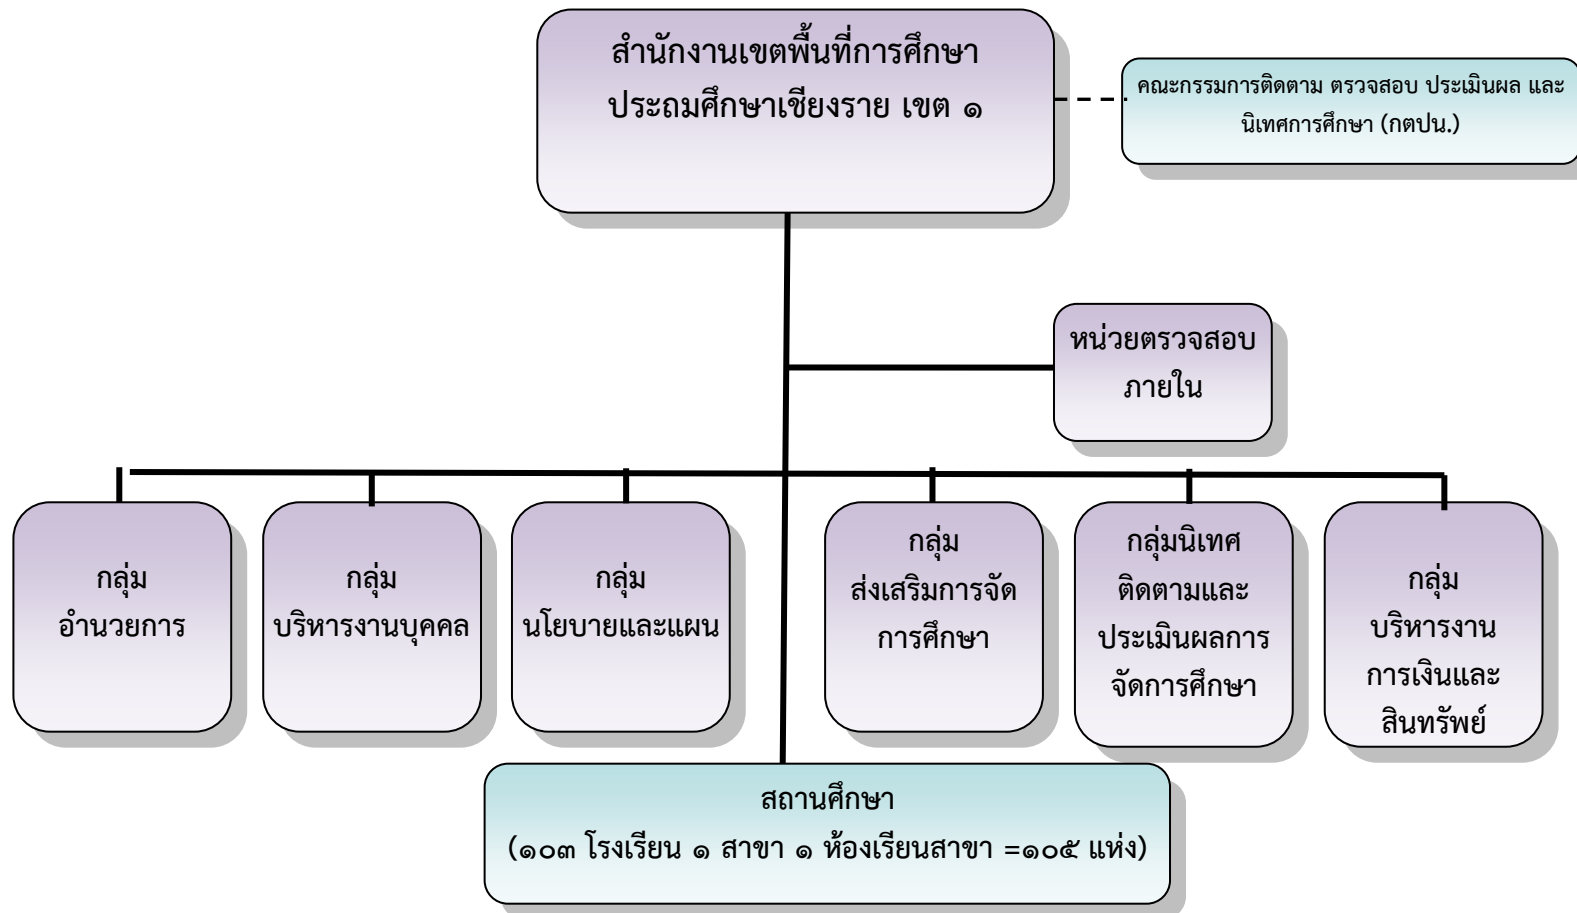 สำนักงานเขตพื้นที่การศึกษา
ประถมศึกษาเชียงราย เขต ๑
คณะกรรมการติดตาม ตรวจสอบ ประเมินผล และ
นิเทศการศึกษา (กตปน.)
หน่วยตรวจสอบ
ภายใน
กลุ่ม
อำนวยการ
กลุ่ม
บริหารงานบุคคล
กลุ่ม
นโยบายและแผน
กลุ่ม
ส่งเสริมการจัด
การศึกษา
กลุ่มนิเทศ
ติดตามและ
ประเมินผลการ
จัดการศึกษา
กลุ่ม
บริหารงาน
การเงินและ
สินทรัพย์
สถานศึกษา
(๑๐๓ โรงเรียน ๑ สาขา ๑ ห้องเรียนสาขา =๑๐๕ แห่ง)